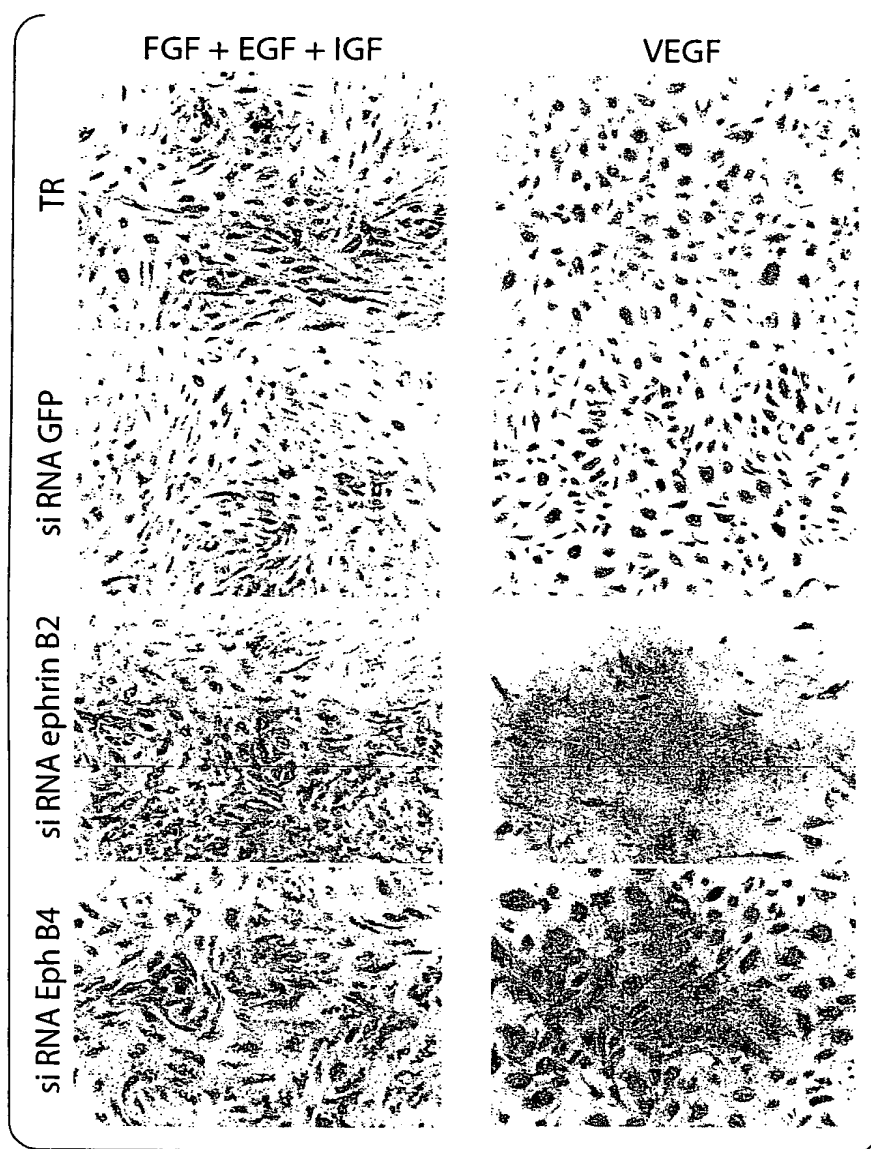 FGF + EGF + IGF
VEGF
TR
si RNA GFP
si RNA ephrin B2
si RNA Eph B4